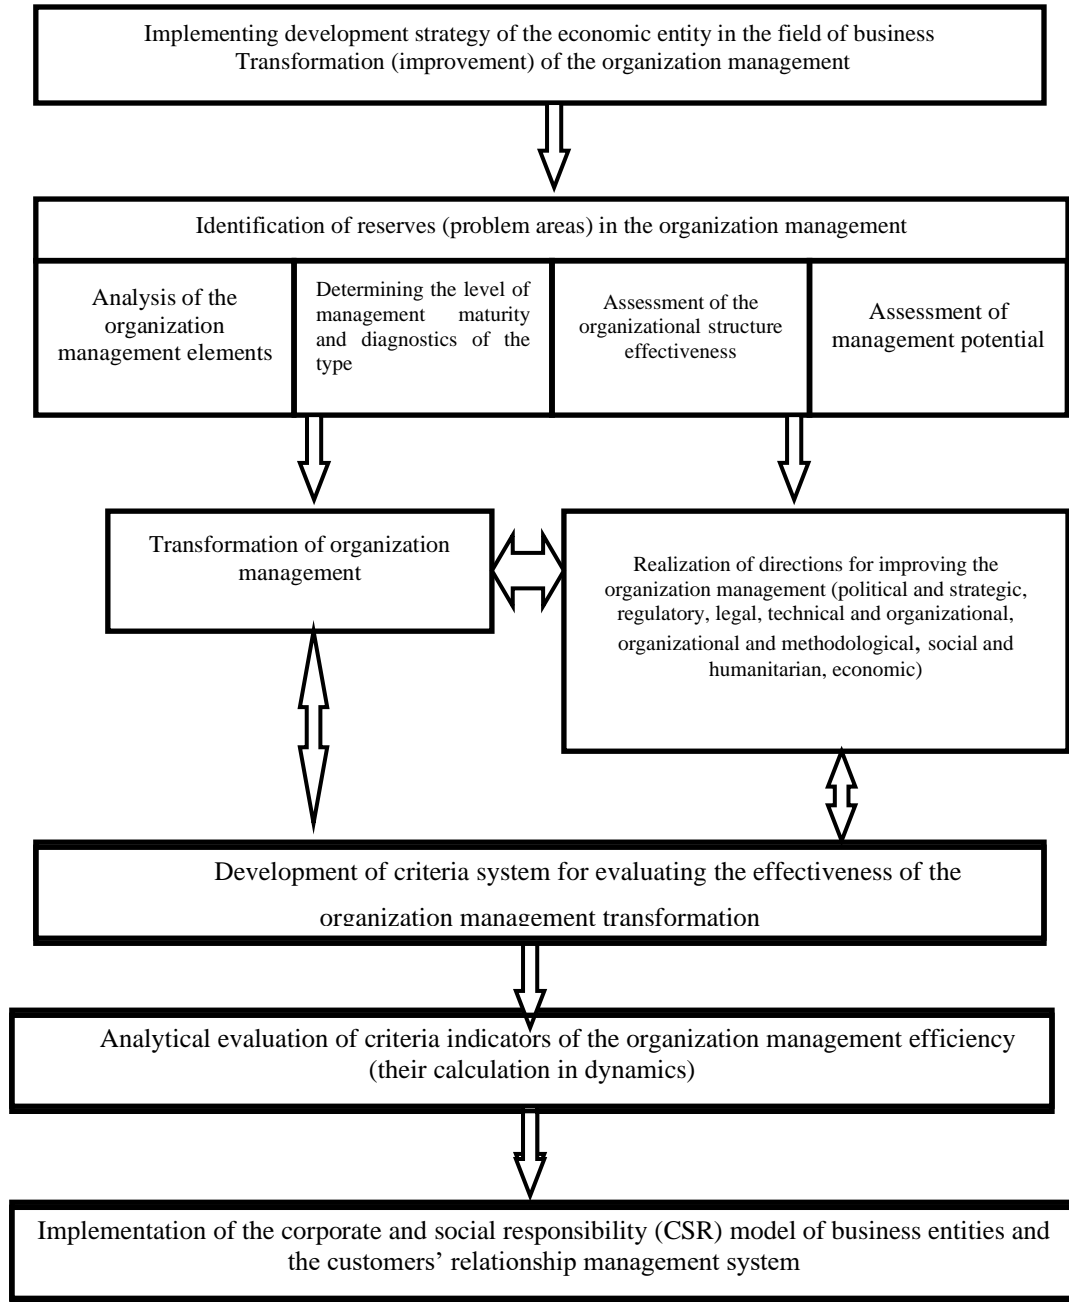 Implementing development strategy of the economic entity in the field of business
Transformation (improvement) of the organization management
Identification of reserves (problem areas) in the organization management
Analysis of the
organization
management elements
Determining the level of
management maturity
and diagnostics of the
type
Assessment of the
organizational structure
effectiveness
Assessment of
management potential
Transformation of organization
management
Realization of directions for improving the
organization management (political and strategic,
regulatory, legal, technical and organizational,
organizational and methodological, social and
humanitarian, economic)
Development of criteria system for evaluating the effectiveness of the
organization management transformation
Analytical evaluation of criteria indicators of the organization management efficiency
(their calculation in dynamics)
Implementation of the corporate and social responsibility (CSR) model of business entities and
the customers’ relationship management system